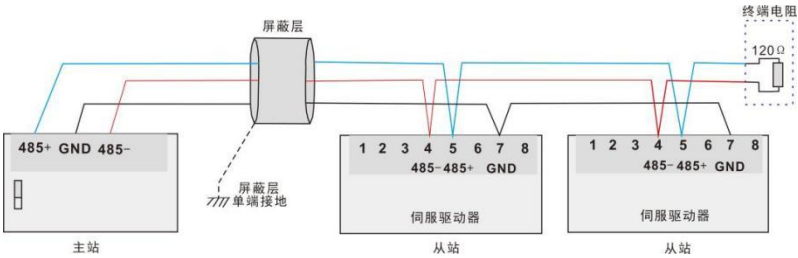 终端电阻
屏蔽层
120Ω
485+ GND 485-
1 2 3 4 5 6 7 8
485- 485+ GND
1 2 3 4 5 6 7 8
485- 485+ GND
屏蔽层
单端接地
伺服驱动器
伺服驱动器
主站
从站
从站